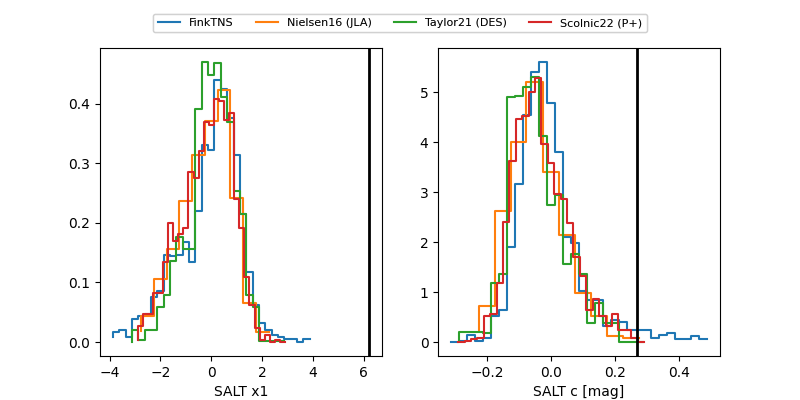 FinkTNS Nielsen16 (JLA) Taylor21 (DES) Scolnic22 (P+)
0.4
0.3
0.2
0.1
0.0
−4 −2 0 2 4 6
SALT x1
5
4
3
2
1
0
−0.2 0.0 0.2 0.4
SALT c [mag]